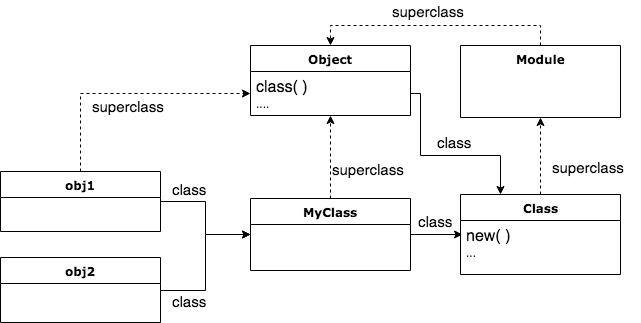 superclass
Object
Module
class( )
....
superclass
class
superclass
superclass
obj1
class
MyClass
class
Class
new( )
...
obj2
class